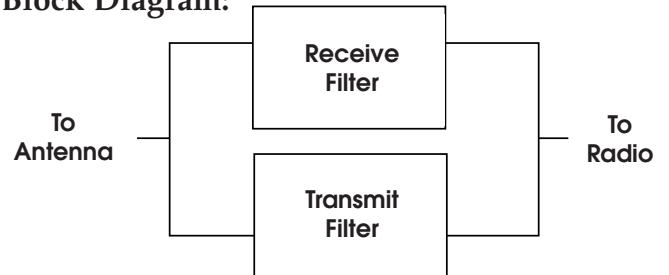 Block Diagram:
Receive
Filter
To
Antenna
To
Radio
Transmit
Filter